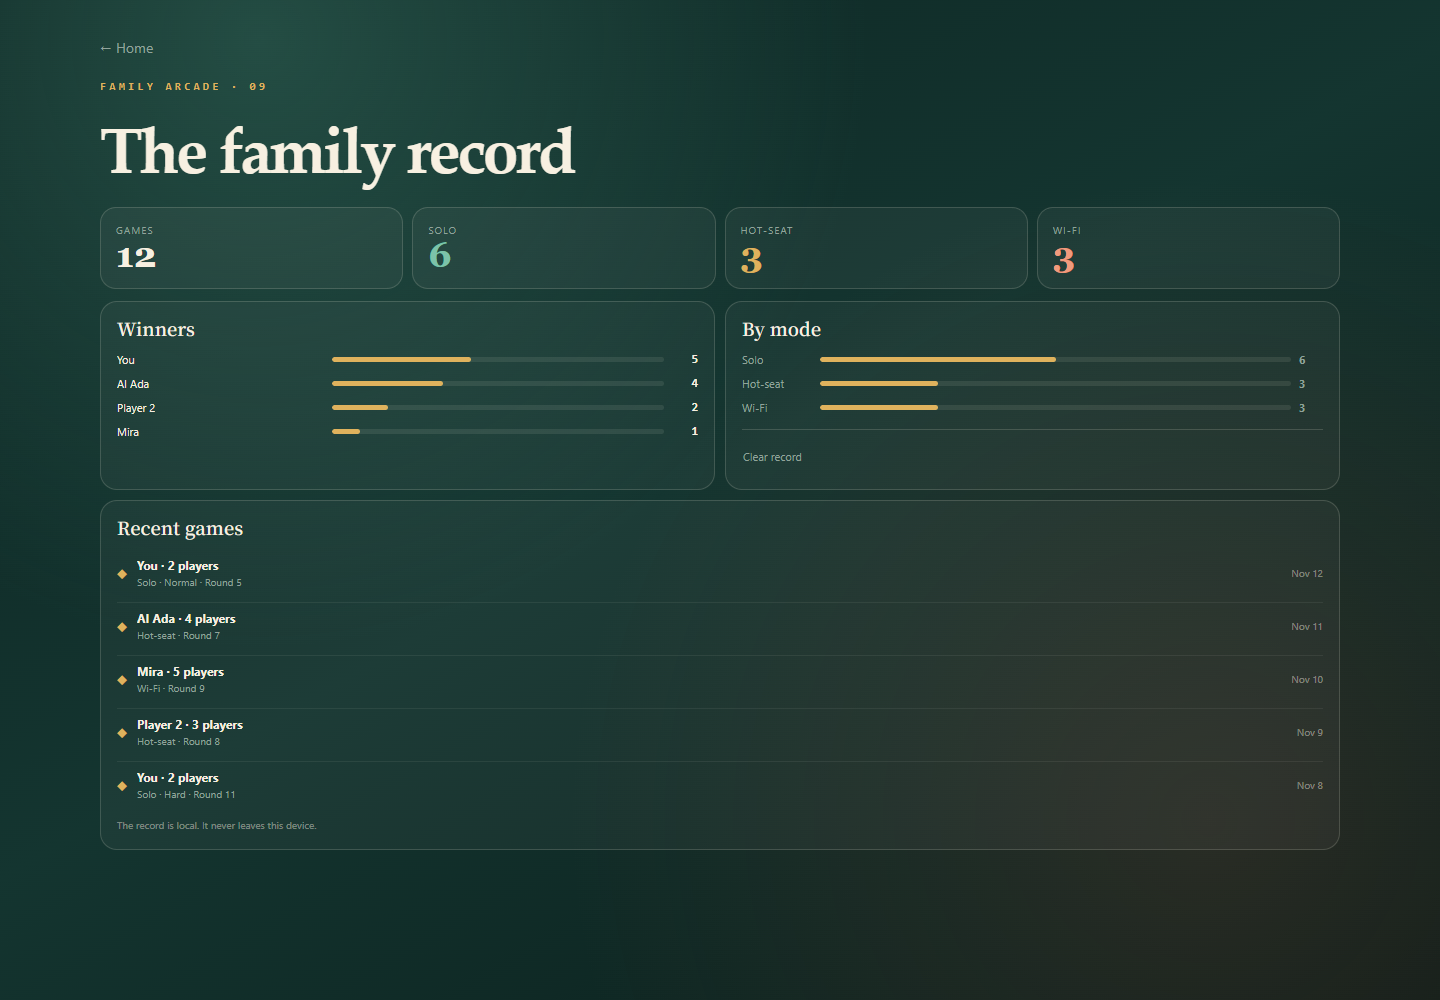 ← Home
FAMILY ARCADE · 09
The family record
GAMES
12
SOLO
6
HOT-SEAT
3
WI-FI
3
Winners
You 5
AI Ada 4
Player 2 2
Mira 1
By mode
Solo 6
Hot-seat 3
Wi-Fi 3
Clear record
Recent games
You · 2 players
Solo · Normal · Round 5
Nov 12
AI Ada · 4 players
Hot-seat · Round 7
Nov 11
Mira · 5 players
Wi-Fi · Round 9
Nov 10
Player 2 · 3 players
Hot-seat · Round 8
Nov 9
You · 2 players
Solo · Hard · Round 11
Nov 8
The record is local. It never leaves this device.